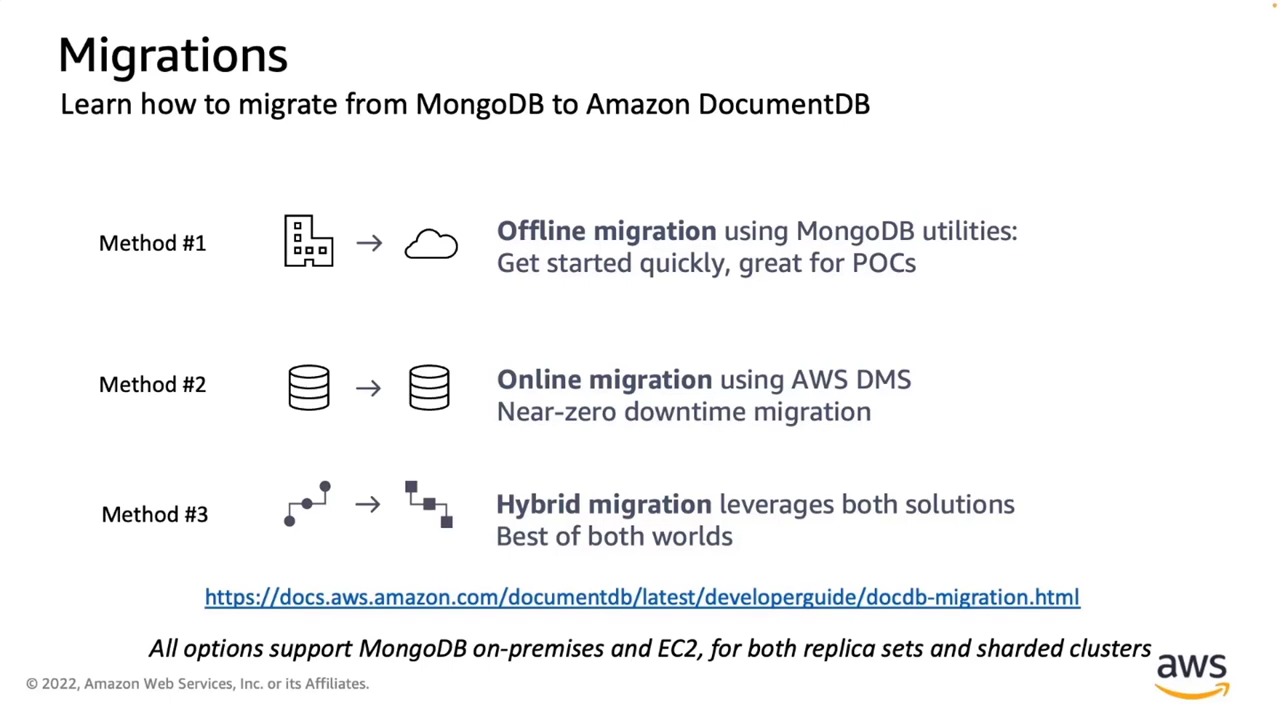 Migrations
Learn how to migrate from MongoDB to Amazon DocumentDB
Method #1
Offline migration using MongoDB utilities:
Get started quickly, great for POCs
Method #2
Online migration using AWS DMS
Near-zero downtime migration
Method #3
Hybrid migration leverages both solutions
Best of both worlds
https://docs.aws.amazon.com/documentdb/latest/developerguide/docdb-migration.html
All options support MongoDB on-premises and EC2, for both replica sets and sharded clusters
© 2022, Amazon Web Services, Inc. or its Affiliates.
aws